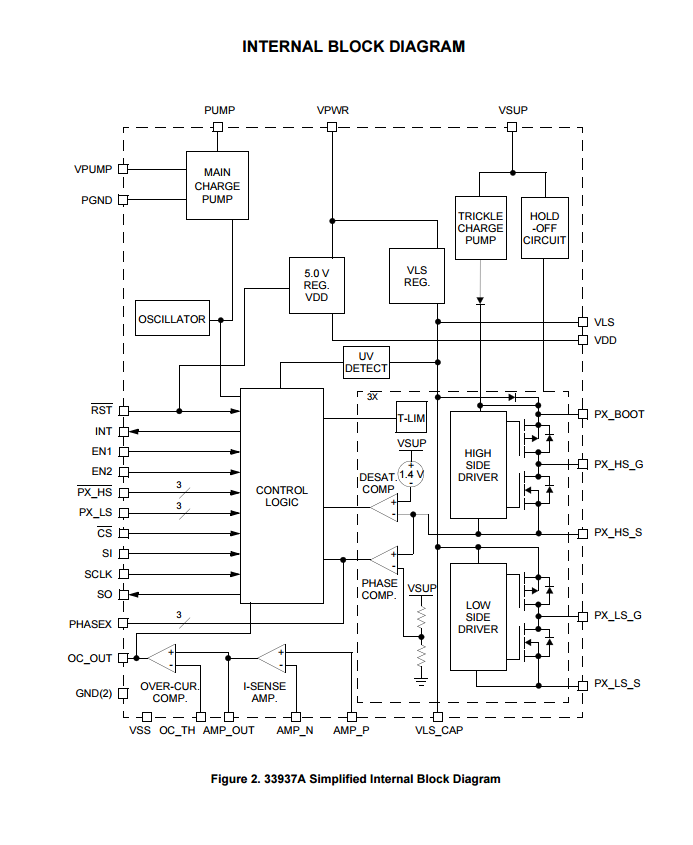 INTERNAL BLOCK DIAGRAM
PUMP
VPWR
VSUP
VPUMP
PGND
MAIN
CHARGE
PUMP
TRICKLE
CHARGE
PUMP
HOLD
-OFF
CIRCUIT
5.0 V
REG.
VDD
VLS
REG.
OSCILLATOR
VLS
VDD
UV
DETECT
3X
T-LIM
RST
INT
EN1
EN2
PX_HS
3
PX_LS
3
CS
SI
SCLK
SO
PHASEX
3
OC_OUT
GND(2)
CONTROL
LOGIC
VSUP
+
1.4 V
-
DESAT.
COMP
+
-
+
-
PHASE
COMP.
VSUP
HIGH
SIDE
DRIVER
LOW
SIDE
DRIVER
PX_BOOT
PX_HS_G
PX_HS_S
PX_LS_G
PX_LS_S
+
-
OVER-CUR.
COMP.
+
-
I-SENSE
AMP.
VSS
OC_TH
AMP_OUT
AMP_N
AMP_P
VLS_CAP
Figure 2. 33937A Simplified Internal Block Diagram